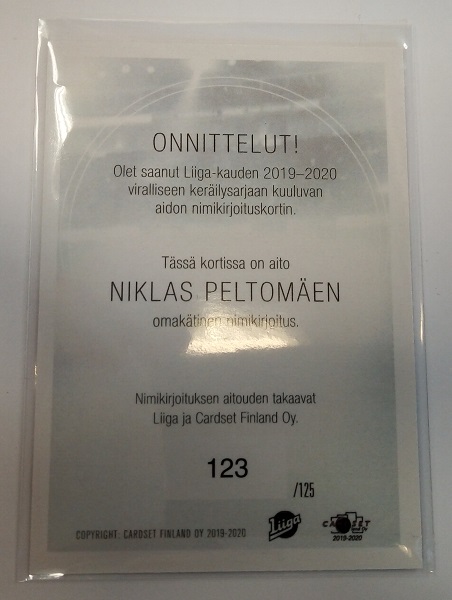 ONNITTELUT!
Olet saanut Liiga-kauden 2019–2020
viralliseen keräilysarjaan kuuluvan
aidon nimikirjoituskortin.
Tässä kortissa on aito
NIKLAS PELTOMÄEN
omakätinen nimikirjoitus.
Nimikirjoituksen aitouden takaavat
Liiga ja Cardset Finland Oy.
123
/125
COPYRIGHT: CARDSET FINLAND OY 2019-2020
Liiga
CARDSET
2019-2020